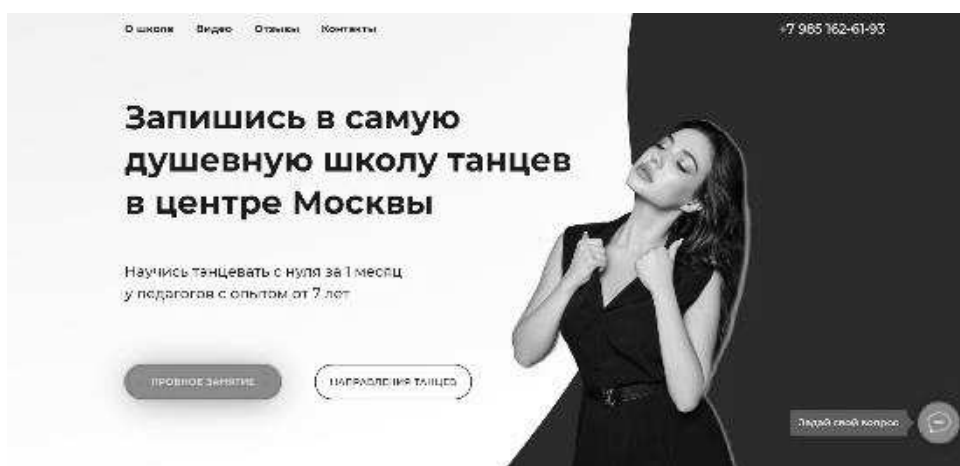 О школе Видео Отзывы Контакты
+7 985 162-61-93
Запишись в самую
душевную школу танцев
в центре Москвы
Научись танцевать с нуля за 1 месяц
у педагогов с опытом от 7 лет
ПРОБНОЕ ЗАНЯТИЕ
НАПРАВЛЕНИЯ ТАНЦЕВ
Задай свой вопрос